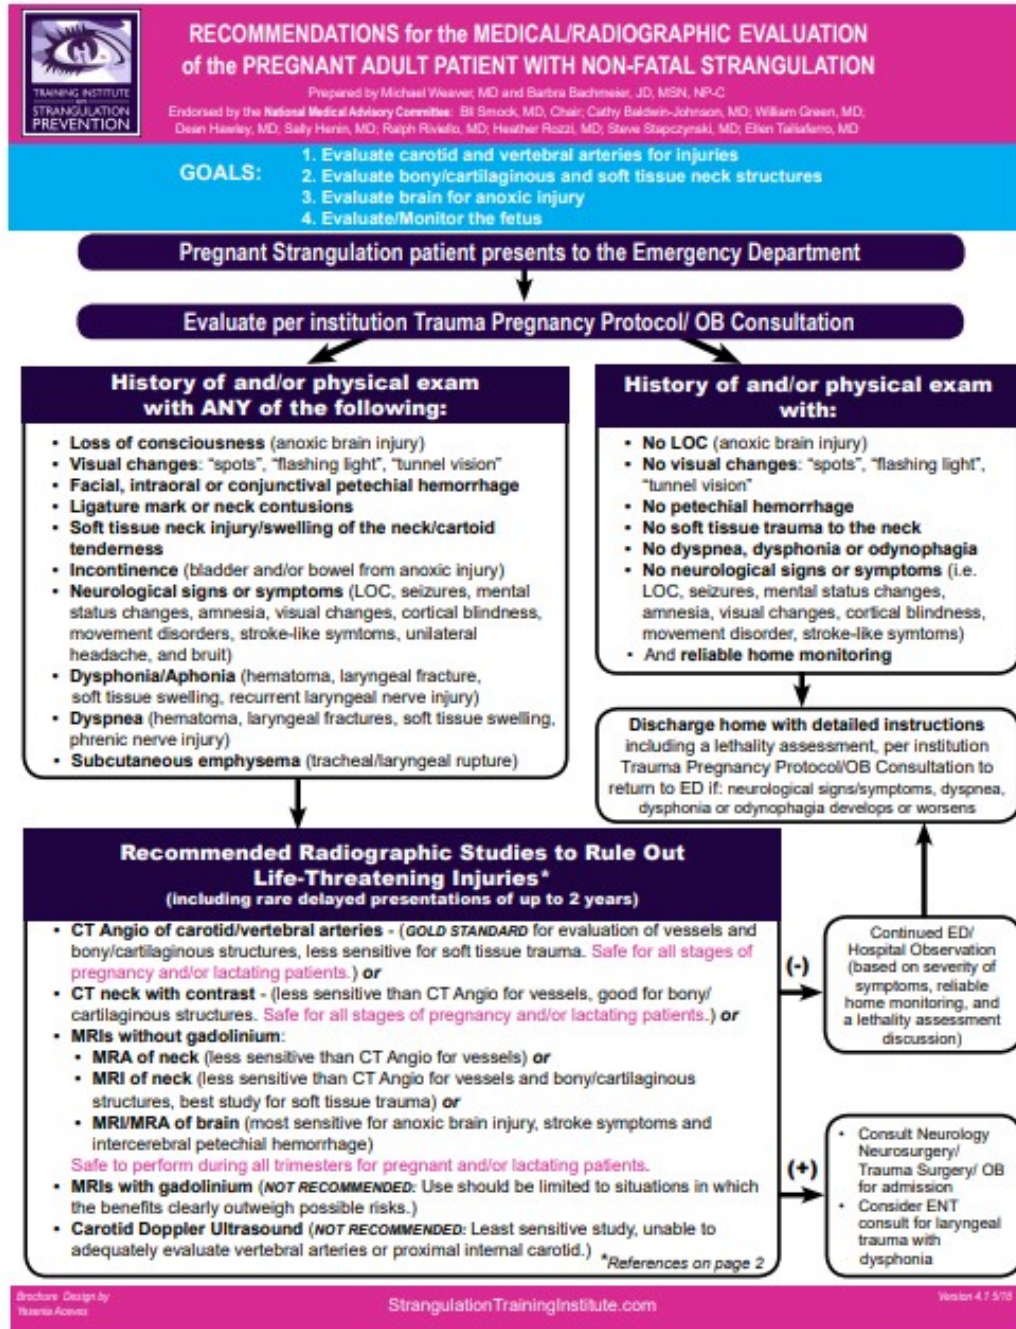 TRAINING INSTITUTE
ON
STRANGULATION
PREVENTION
RECOMMENDATIONS for the MEDICAL/RADIOGRAPHIC EVALUATION
of the PREGNANT ADULT PATIENT WITH NON-FATAL STRANGULATION
Prepared by Michael Weaver, MD and Barbra Bachmeier, JD, MSN, NP-C
Endorsed by the National Medical Advisory Committee: Bill Smock, MD, Chair; Cathy Baldwin-Johnson, MD; William Green, MD;
Dean Hawley, MD; Sally Henin, MD; Ralph Riviello, MD; Heather Rozzi, MD; Steve Stapczynski, MD; Ellen Taliaferro, MD
GOALS:
1. Evaluate carotid and vertebral arteries for injuries
2. Evaluate bony/cartilaginous and soft tissue neck structures
3. Evaluate brain for anoxic injury
4. Evaluate/Monitor the fetus
Pregnant Strangulation patient presents to the Emergency Department
Evaluate per institution Trauma Pregnancy Protocol/ OB Consultation
History of and/or physical exam
with ANY of the following:
• Loss of consciousness (anoxic brain injury)
• Visual changes: “spots”, “flashing light”, “tunnel vision”
• Facial, intraoral or conjunctival petechial hemorrhage
• Ligature mark or neck contusions
• Soft tissue neck injury/swelling of the neck/cartoid
tenderness
• Incontinence (bladder and/or bowel from anoxic injury)
• Neurological signs or symptoms (LOC, seizures, mental
status changes, amnesia, visual changes, cortical blindness,
movement disorders, stroke-like symtoms, unilateral
headache, and bruit)
• Dysphonia/Aphonia (hematoma, laryngeal fracture,
soft tissue swelling, recurrent laryngeal nerve injury)
• Dyspnea (hematoma, laryngeal fractures, soft tissue swelling,
phrenic nerve injury)
• Subcutaneous emphysema (tracheal/laryngeal rupture)
History of and/or physical exam
with:
• No LOC (anoxic brain injury)
• No visual changes: “spots”, “flashing light”,
“tunnel vision”
• No petechial hemorrhage
• No soft tissue trauma to the neck
• No dyspnea, dysphonia or odynophagia
• No neurological signs or symptoms (i.e.
LOC, seizures, mental status changes,
amnesia, visual changes, cortical blindness,
movement disorder, stroke-like symtoms)
• And reliable home monitoring
Discharge home with detailed instructions
including a lethality assessment, per institution
Trauma Pregnancy Protocol/OB Consultation to
return to ED if: neurological signs/symptoms, dyspnea,
dysphonia or odynophagia develops or worsens
Recommended Radiographic Studies to Rule Out
Life-Threatening Injuries*
(including rare delayed presentations of up to 2 years)
• CT Angio of carotid/vertebral arteries - (GOLD STANDARD for evaluation of vessels and
bony/cartilaginous structures, less sensitive for soft tissue trauma. Safe for all stages of
pregnancy and/or lactating patients.) or
• CT neck with contrast - (less sensitive than CT Angio for vessels, good for bony/
cartilaginous structures. Safe for all stages of pregnancy and/or lactating patients.) or
• MRIs without gadolinium:
• MRA of neck (less sensitive than CT Angio for vessels) or
• MRI of neck (less sensitive than CT Angio for vessels and bony/cartilaginous
structures, best study for soft tissue trauma) or
• MRI/MRA of brain (most sensitive for anoxic brain injury, stroke symptoms and
intercerebral petechial hemorrhage)
Safe to perform during all trimesters for pregnant and/or lactating patients.
• MRIs with gadolinium (NOT RECOMMENDED: Use should be limited to situations in which
the benefits clearly outweigh possible risks.)
• Carotid Doppler Ultrasound (NOT RECOMMENDED: Least sensitive study, unable to
adequately evaluate vertebral arteries or proximal internal carotid.)
*References on page 2
(-)
Continued ED/
Hospital Observation
(based on severity of
symptoms, reliable
home monitoring, and
a lethality assessment
discussion)
(+)
• Consult Neurology
Neurosurgery/
Trauma Surgery/ OB
for admission
• Consider ENT
consult for laryngeal
trauma with
dysphonia
Brochure Design by
Yesenia Aceves
StrangulationTrainingInstitute.com
Version 4.1 5/18